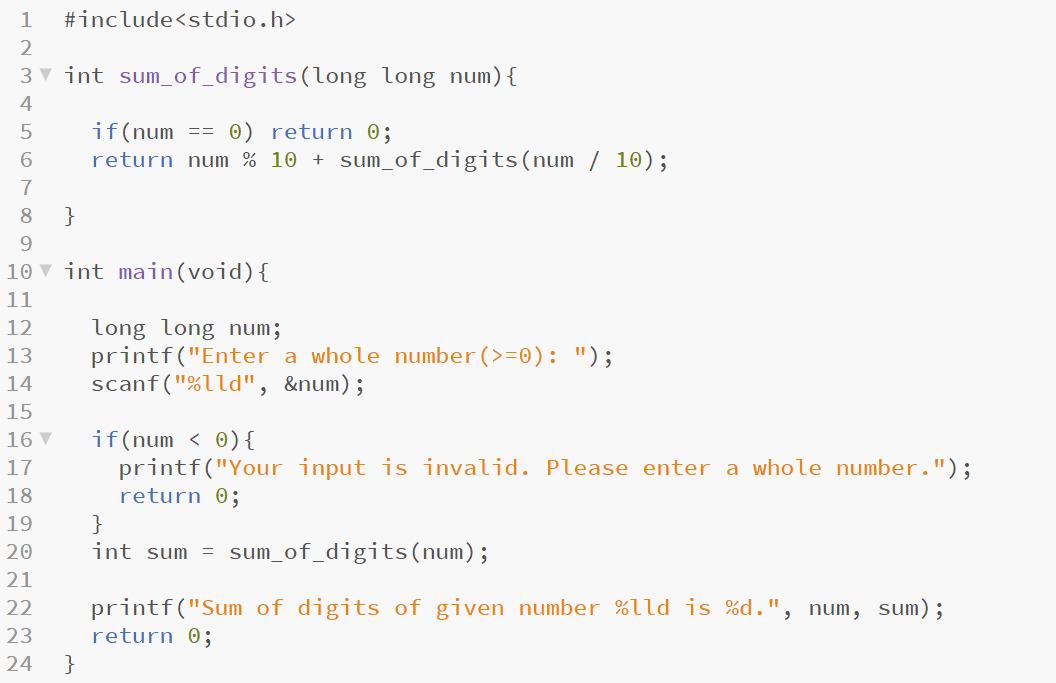 1 #include<stdio.h>
2
3 int sum_of_digits(long long num){
4
5   if(num == 0) return 0;
6   return num % 10 + sum_of_digits(num / 10);
7
8 }
9
10 int main(void){
11
12   long long num;
13   printf("Enter a whole number(>=0): ");
14   scanf("%lld", &num);
15
16   if(num < 0){
17     printf("Your input is invalid. Please enter a whole number.");
18     return 0;
19   }
20   int sum = sum_of_digits(num);
21
22   printf("Sum of digits of given number %lld is %d.", num, sum);
23   return 0;
24 }